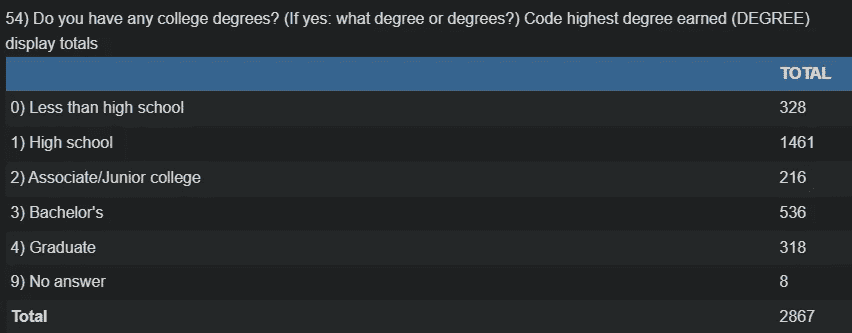 54) Do you have any college degrees? (If yes: what degree or degrees?) Code highest degree earned (DEGREE)
display totals
TOTAL
0) Less than high school 328
1) High school 1461
2) Associate/Junior college 216
3) Bachelor's 536
4) Graduate 318
9) No answer 8
Total 2867